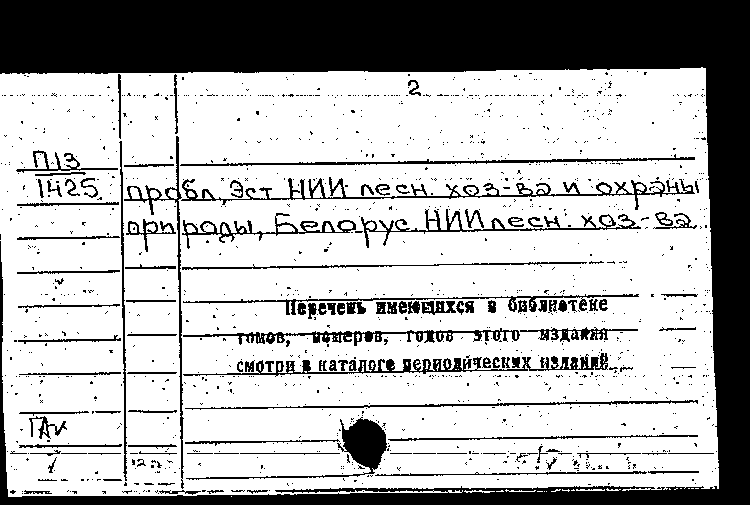 2
П13
1425
пробл, Эст НИИ лесн. хоз-ва и охраны
природы, Белорус. НИИ лесн. хоз-ва
Перечень имеющихся в библиотеке
томов, номеров, годов этого издания
смотри в каталоге периодических изданий
ГАК